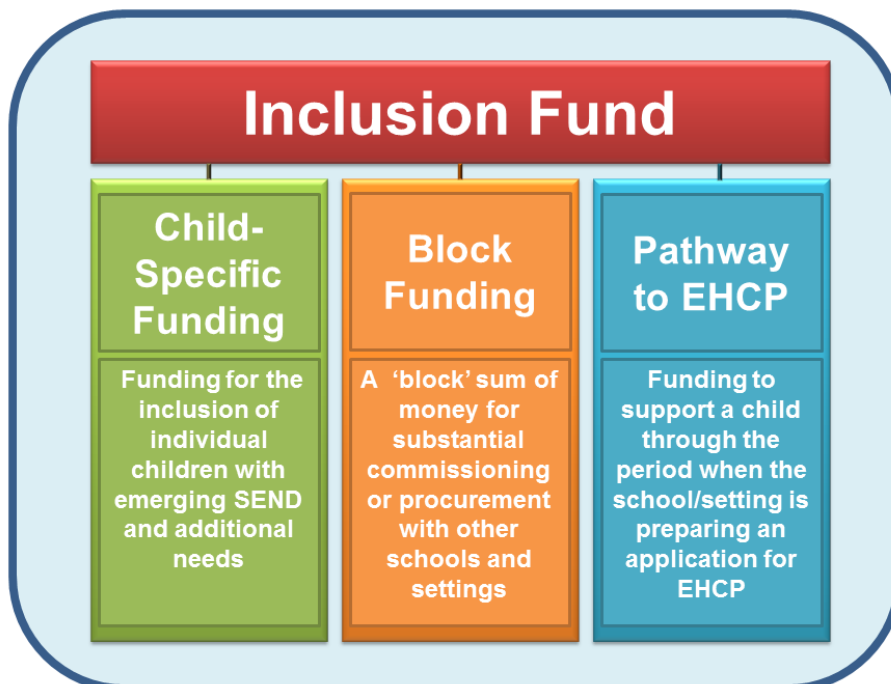 Inclusion Fund
Child-
Specific
Funding
Funding for the
inclusion of
individual
children with
emerging SEND
and additional
needs
Block
Funding
A ‘block’ sum of
money for
substantial
commissioning
or procurement
with other
schools and
settings
Pathway
to EHCP
Funding to
support a child
through the
period when the
school/setting is
preparing an
application for
EHCP